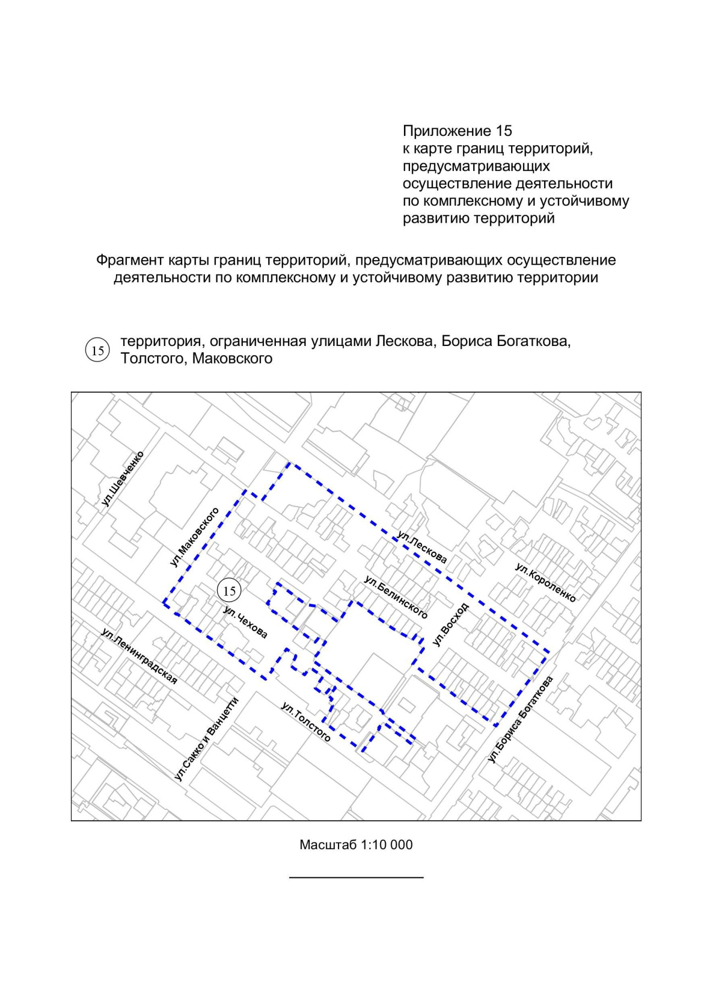 Приложение 15
к карте границ территорий,
предусматривающих
осуществление деятельности
по комплексному и устойчивому
развитию территорий
Фрагмент карты границ территорий, предусматривающих осуществление
деятельности по комплексному и устойчивому развитию территории
15
территория, ограниченная улицами Лескова, Бориса Богаткова,
Толстого, Маковского
ул.Шевченко
ул.Маковского
ул.Лескова
ул.Короленко
15
ул.Белинского
ул.Чехова
ул.Восход
ул.Ленинградская
ул.Толстого
ул.Бориса Богаткова
ул.Сакко и Ванцетти
Масштаб 1:10 000